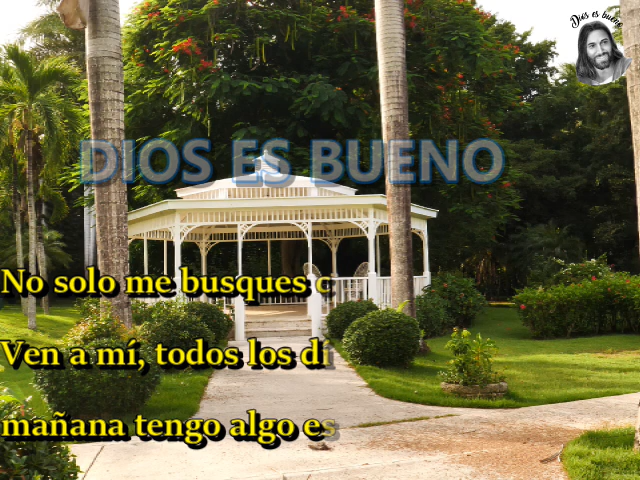 Dios es bueno
DIOS ES BUENO
No solo me busques
Ven a mí, todos los
mañana tengo algo